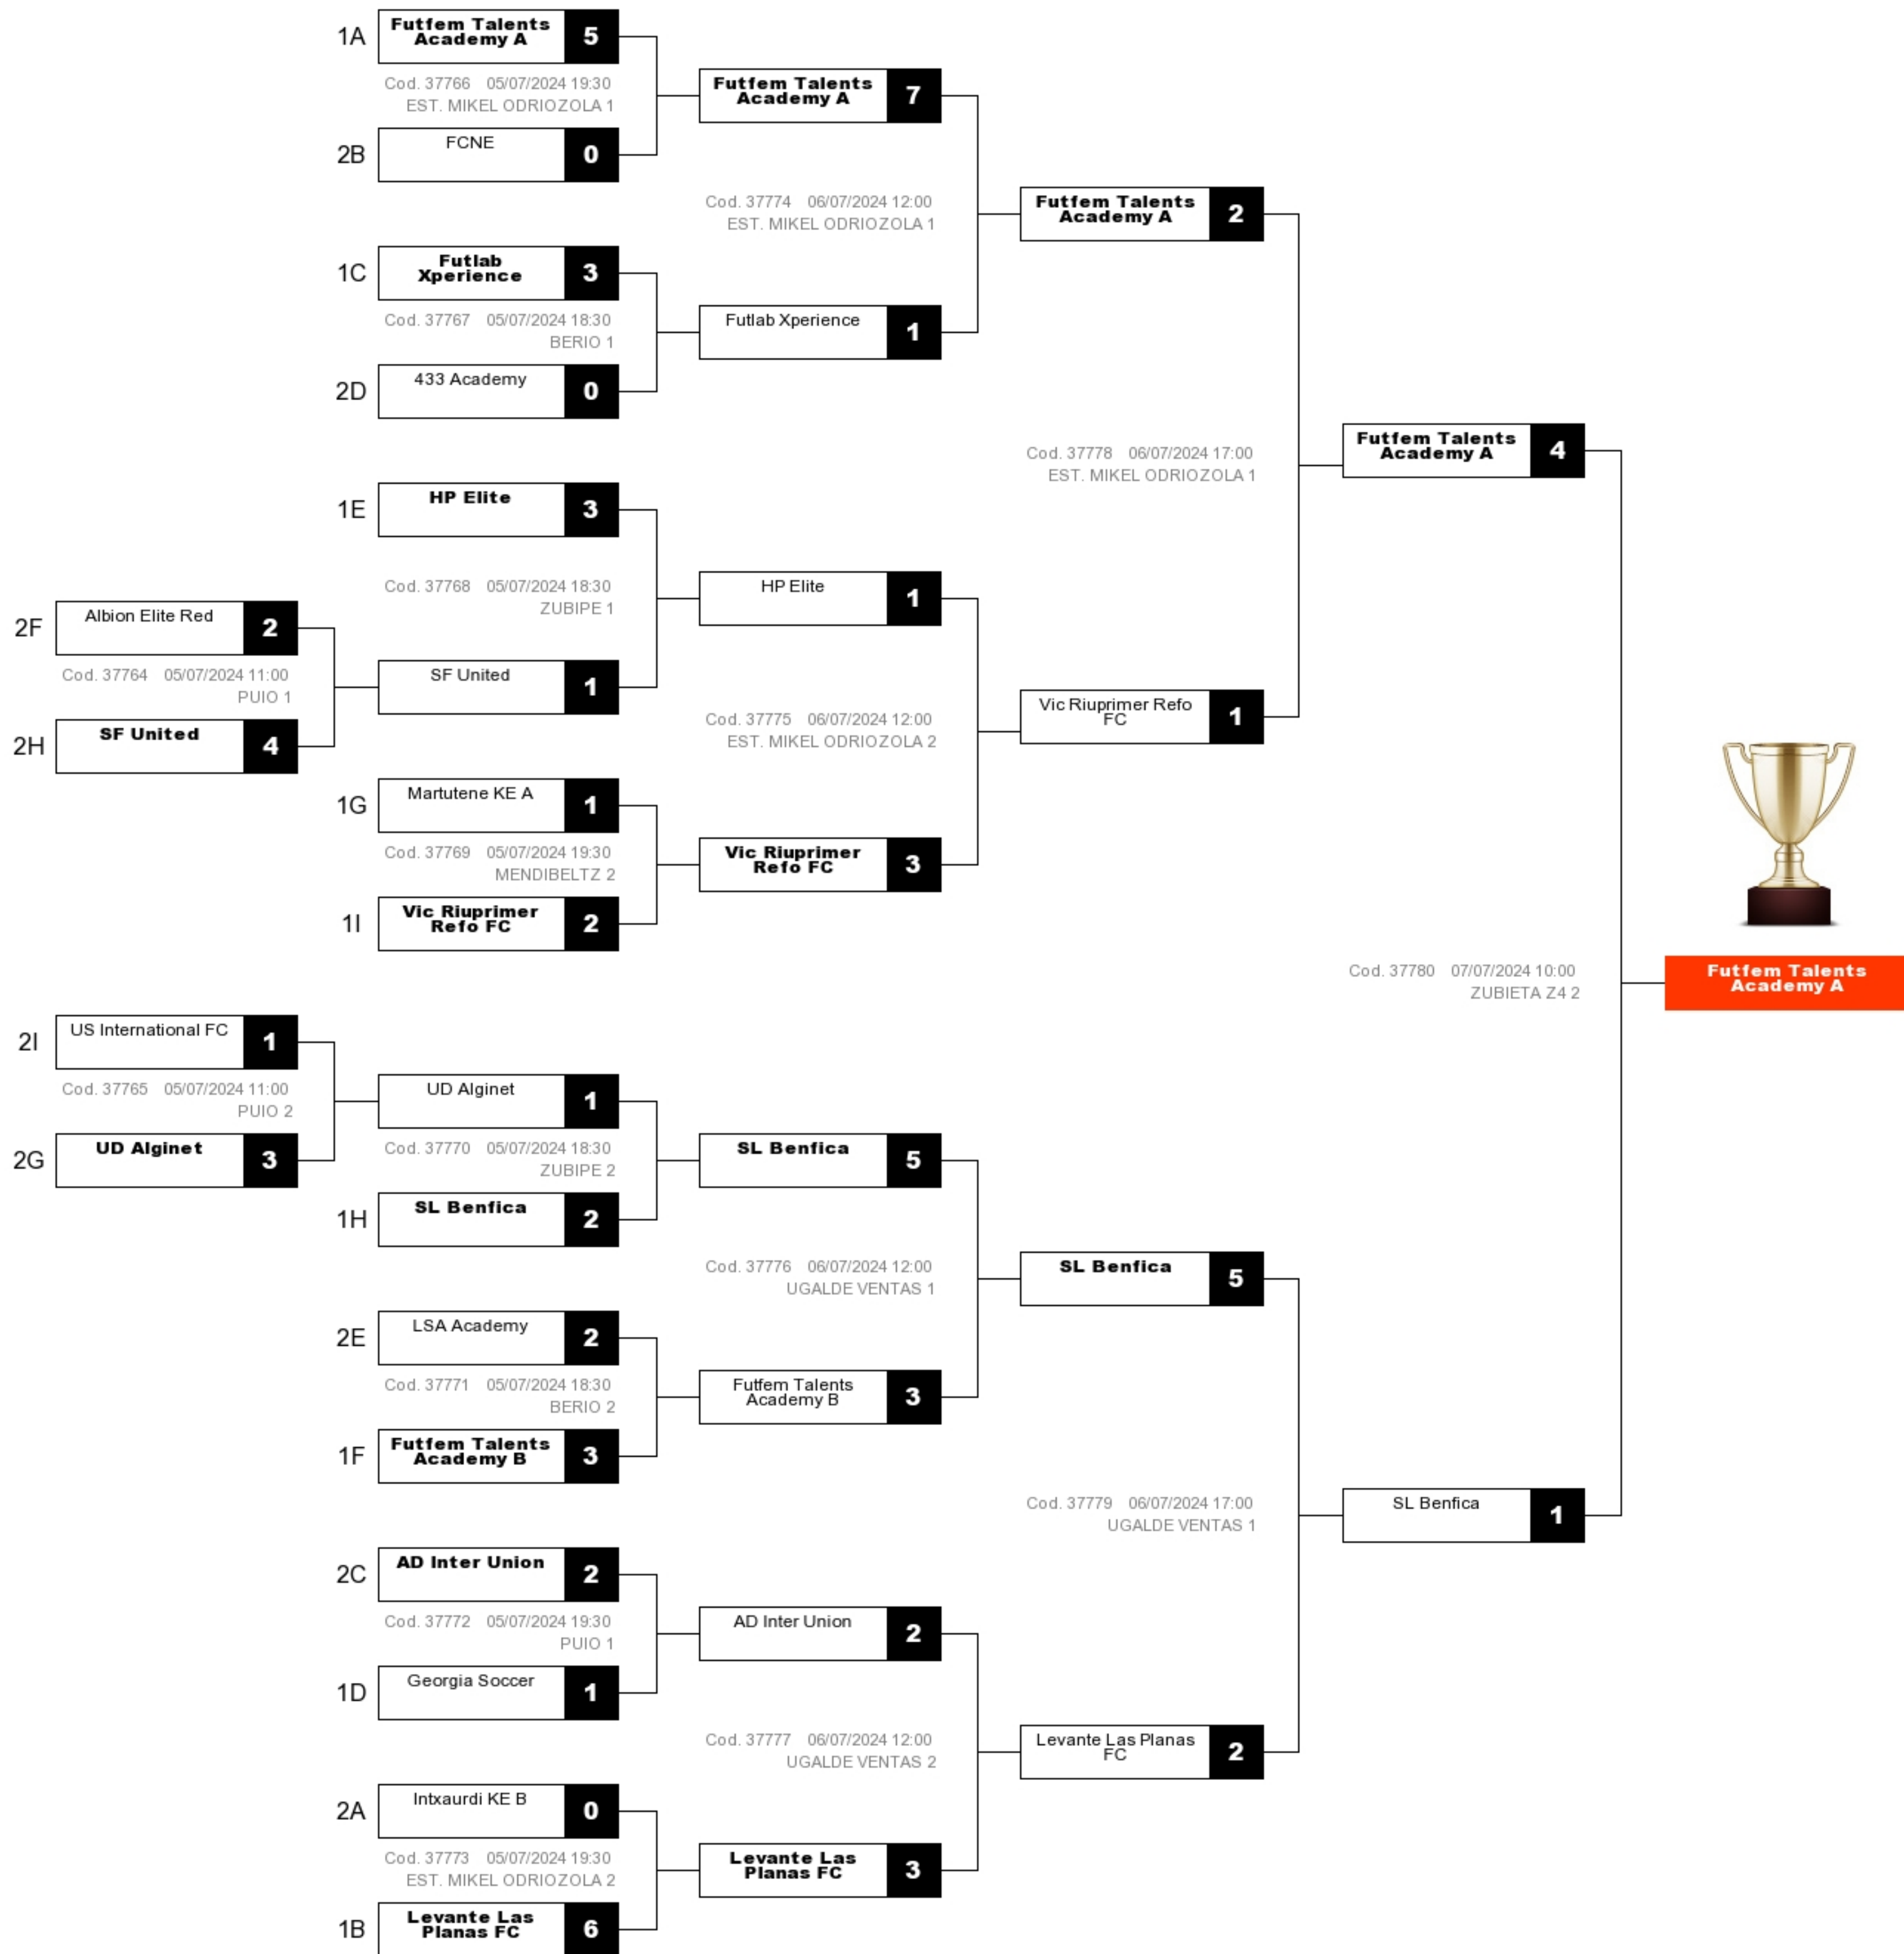 1A
Futfem Talents
Academy A
5
Cod. 37766 05/07/2024 19:30
EST. MIKEL ODRIOZOLA 1
2B
FCNE
0
1C
Futlab
Xperience
3
Cod. 37767 05/07/2024 18:30
BERIO 1
2D
433 Academy
0
1E
HP Elite
3
Cod. 37768 05/07/2024 18:30
ZUBIPE 1
2F
Albion Elite Red
2
Cod. 37764 05/07/2024 11:00
PUIO 1
2H
SF United
4
SF United
1
1G
Martutene KE A
1
Cod. 37769 05/07/2024 19:30
MENDIBELTZ 2
1I
Vic Riuprimer
Refo FC
2
2I
US International FC
1
Cod. 37765 05/07/2024 11:00
PUIO 2
2G
UD Alginet
3
UD Alginet
1
Cod. 37770 05/07/2024 18:30
ZUBIPE 2
1H
SL Benfica
2
2E
LSA Academy
2
Cod. 37771 05/07/2024 18:30
BERIO 2
1F
Futfem Talents
Academy B
3
2C
AD Inter Union
2
Cod. 37772 05/07/2024 19:30
PUIO 1
1D
Georgia Soccer
1
2A
Intxaurdi KE B
0
Cod. 37773 05/07/2024 19:30
EST. MIKEL ODRIOZOLA 2
1B
Levante Las
Planas FC
6
Futfem Talents
Academy A
7
Cod. 37774 06/07/2024 12:00
EST. MIKEL ODRIOZOLA 1
Futlab Xperience
1
HP Elite
1
Cod. 37775 06/07/2024 12:00
EST. MIKEL ODRIOZOLA 2
Vic Riuprimer
Refo FC
3
SL Benfica
5
Cod. 37776 06/07/2024 12:00
UGALDE VENTAS 1
Futfem Talents
Academy B
3
AD Inter Union
2
Cod. 37777 06/07/2024 12:00
UGALDE VENTAS 2
Levante Las
Planas FC
3
Futfem Talents
Academy A
2
Cod. 37778 06/07/2024 17:00
EST. MIKEL ODRIOZOLA 1
Vic Riuprimer Refo
FC
1
SL Benfica
5
Cod. 37779 06/07/2024 17:00
UGALDE VENTAS 1
Levante Las Planas
FC
2
Futfem Talents
Academy A
4
Cod. 37780 07/07/2024 10:00
ZUBIETA Z4 2
SL Benfica
1
Futfem Talents
Academy A